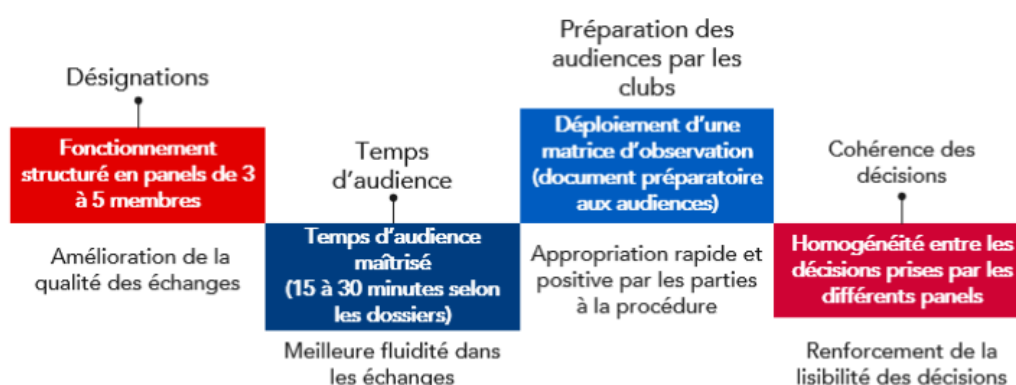 Désignations
Fonctionnement
structuré en panels de 3
à 5 membres
Amélioration de la
qualité des échanges
Temps
d'audience
Temps d'audience
maîtrisé
(15 à 30 minutes selon
les dossiers)
Meilleure fluidité dans
les échanges
Préparation des
audiences par les
clubs
Déploiement d'une
matrice d'observation
(document préparatoire
aux audiences)
Appropriation rapide et
positive par les parties
à la procédure
Cohérence des
décisions
Homogénéité entre les
décisions prises par les
différents panels
Renforcement de la
lisibilité des décisions